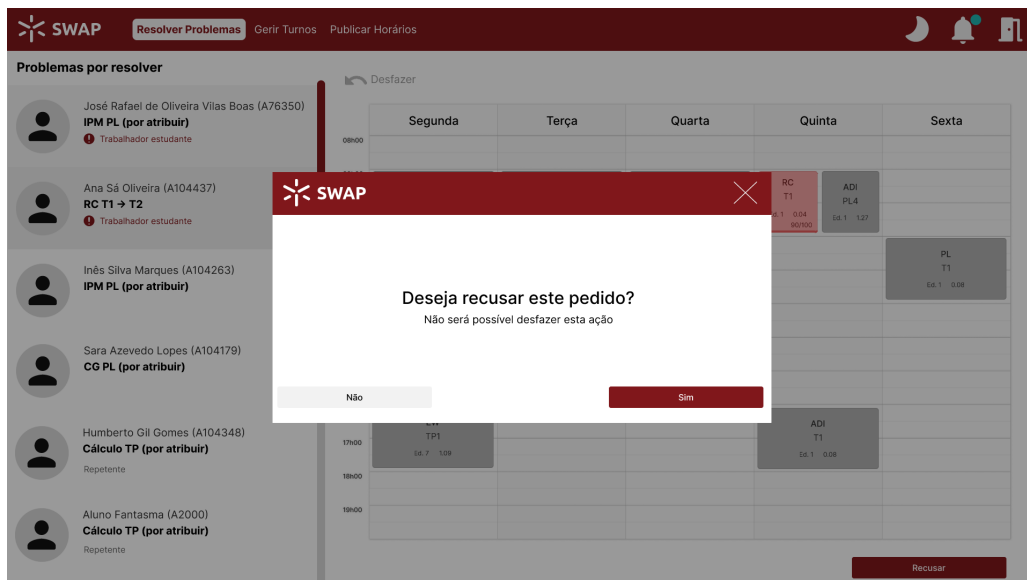 SWAP
Resolver Problemas
Gerir Turnos
Publicar Horários
Problemas por resolver
José Rafael de Oliveira Vilas Boas (A76350)
IPM PL (por atribuir)
Trabalhador estudante
Ana Sá Oliveira (A104437)
RC T1 → T2
Trabalhador estudante
Inês Silva Marques (A104263)
IPM PL (por atribuir)
Sara Azevedo Lopes (A104179)
CG PL (por atribuir)
Humberto Gil Gomes (A104348)
Cálculo TP (por atribuir)
Repetente
Aluno Fantasma (A2000)
Cálculo TP (por atribuir)
Repetente
Desfazer
Segunda
Terça
Quarta
Quinta
Sexta
08h00
RC
T1
Ed. 1 0.04
90/100
ADI
PL4
Ed. 1 1.27
PL
T1
Ed. 1 0.08
SWAP
Deseja recusar este pedido?
Não será possível desfazer esta ação
Não
Sim
17h00
TP1
Ed. 7 1.09
ADI
T1
Ed. 1 0.08
18h00
19h00
Recusar